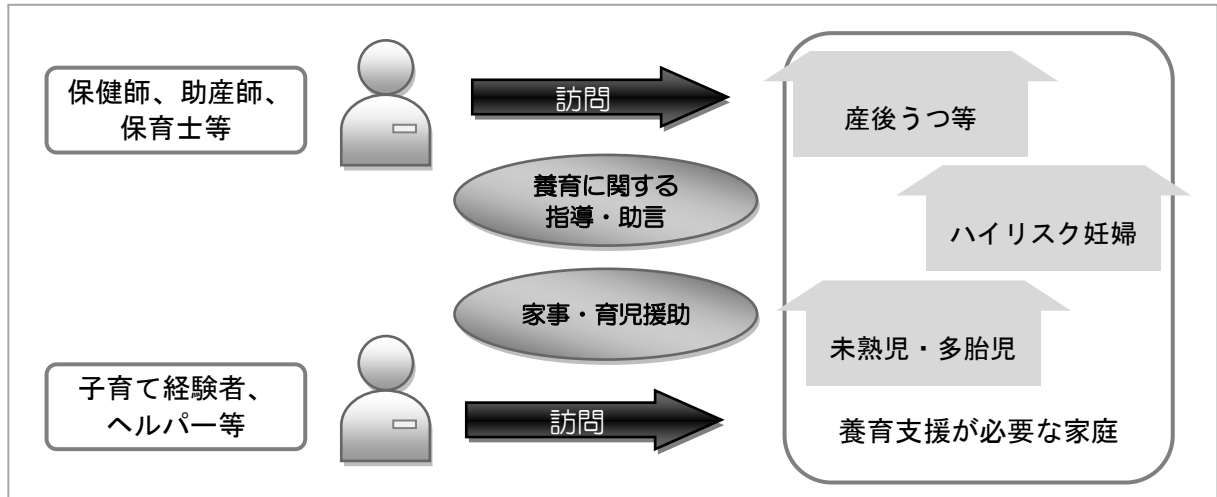 保健師、助産師、
保育士等
訪問
養育に関する
指導・助言
産後うつ等
ハイリスク妊婦
家事・育児援助
未熟児・多胎児
子育て経験者、
ヘルパー等
訪問
養育支援が必要な家庭